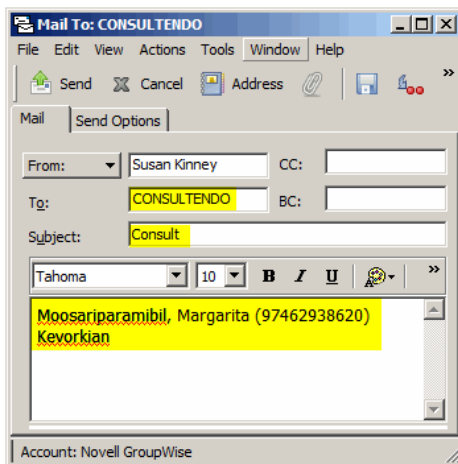 Mail To: CONSULTENDO
File Edit View Actions Tools Window Help
Send Cancel Address »
Mail Send Options
From: Susan Kinney CC:
To: CONSULTENDO BC:
Subject: Consult
Tahoma 10 B I U »
Moosariparamibil, Margarita (97462938620)
Kevorkian
Account: Novell GroupWise